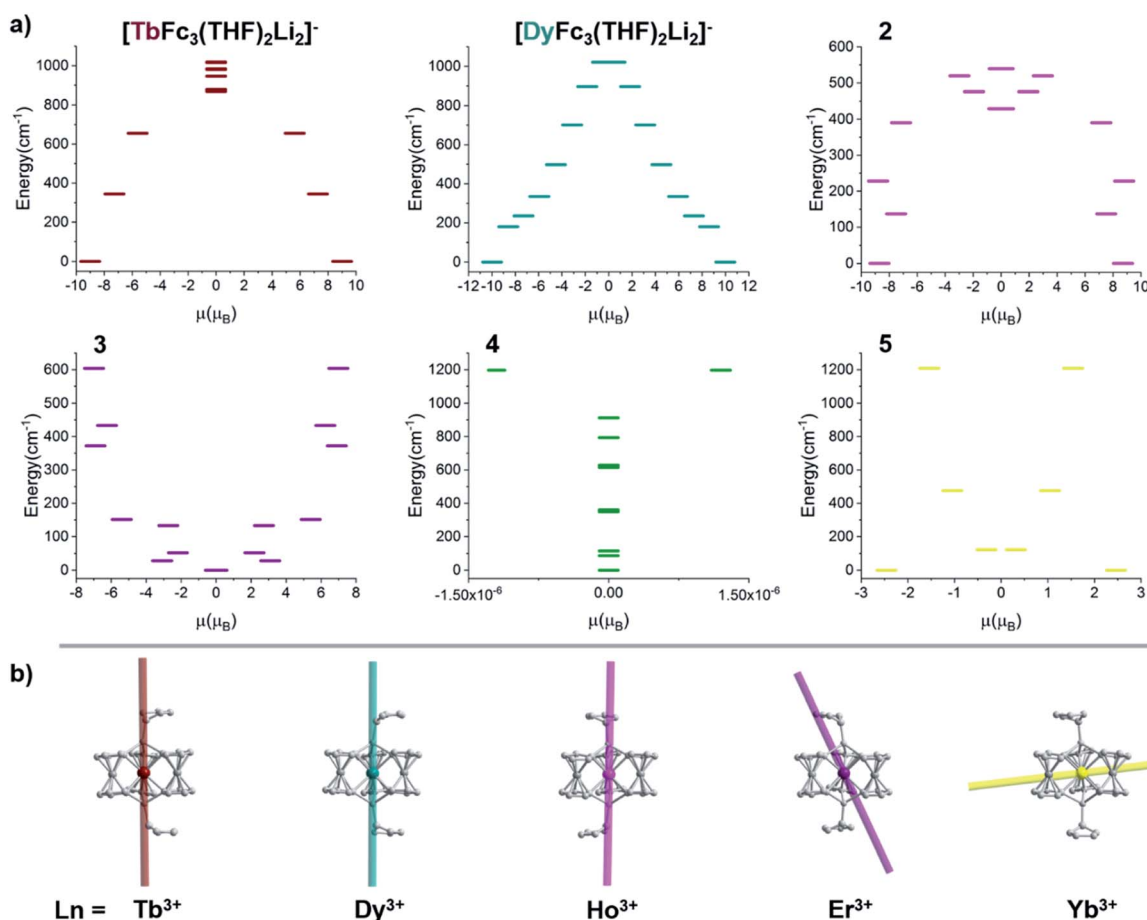 a)
[TbFc₃(THF)₂Li₂]⁻
[DyFc₃(THF)₂Li₂]⁻
2
Energy(cm⁻¹)
1000
800
600
400
200
0
-10 -8 -6 -4 -2 0 2 4 6 8 10
μ(μ_B)
Energy(cm⁻¹)
1000
800
600
400
200
0
-12-10 -8 -6 -4 -2 0 2 4 6 8 10 12
μ(μ_B)
Energy(cm⁻¹)
600
500
400
300
200
100
0
-10 -8 -6 -4 -2 0 2 4 6 8 10
μ(μ_B)
3
Energy(cm⁻¹)
600
500
400
300
200
100
0
-8 -6 -4 -2 0 2 4 6 8
μ(μ_B)
4
Energy(cm⁻¹)
1200
1000
800
600
400
200
0
-1.50x10⁻⁶ 0.00 1.50x10⁻⁶
μ(μ_B)
5
Energy(cm⁻¹)
1200
1000
800
600
400
200
0
-3 -2 -1 0 1 2 3
μ(μ_B)
b)
Ln = Tb³⁺ Dy³⁺ Ho³⁺ Er³⁺ Yb³⁺